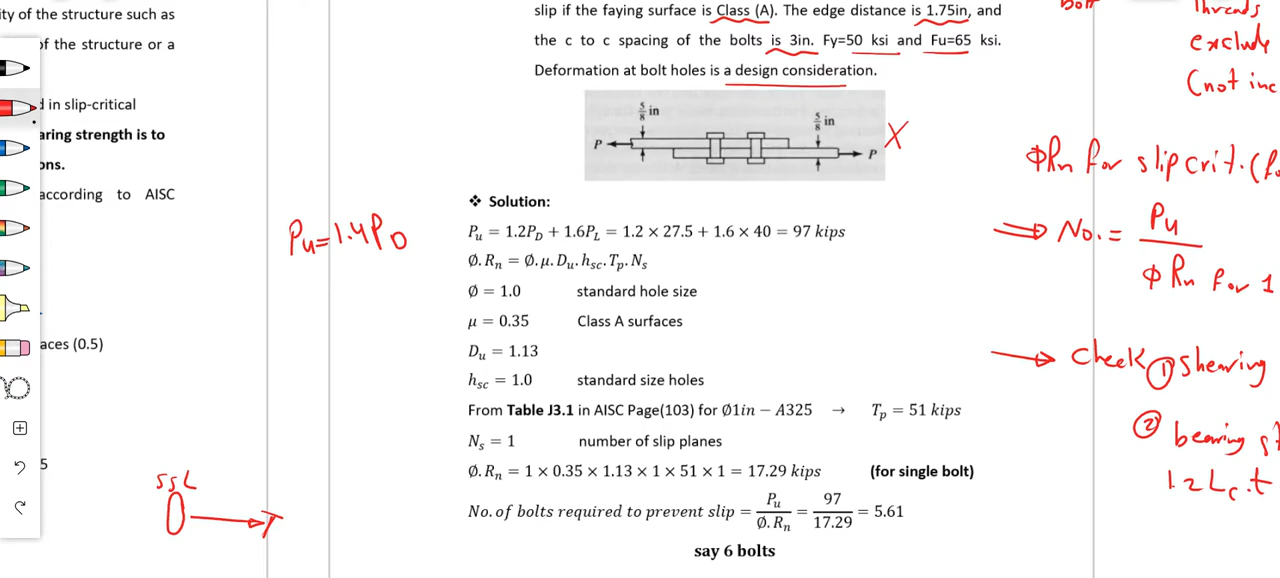 ity of the structure such as
of the structure or a
d in slip-critical
aring strength is to
ons.
according to AISC
aces (0.5)
5
SSL
T
Pu=1.4PD
slip if the faying surface is Class (A). The edge distance is 1.75in, and
the c to c spacing of the bolts is 3in. Fy=50 ksi and Fu=65 ksi.
Deformation at bolt holes is a design consideration.
5/8 in
5/8 in
P
P
X
❖ Solution:
Pu = 1.2PD + 1.6PL = 1.2 × 27.5 + 1.6 × 40 = 97 kips
Ø.Rn = Ø.μ.Du.hsc.Tp.Ns
Ø = 1.0 standard hole size
μ = 0.35 Class A surfaces
Du = 1.13
hsc = 1.0 standard size holes
From Table J3.1 in AISC Page(103) for Ø1in − A325 → Tp = 51 kips
Ns = 1 number of slip planes
Ø.Rn = 1 × 0.35 × 1.13 × 1 × 51 × 1 = 17.29 kips (for single bolt)
No. of bolts required to prevent slip = Pu/Ø.Rn = 97/17.29 = 5.61
say 6 bolts
bolt
threads
exclude
(not inc
ΦRn for slip crit. (fo
⇒ No. = Pu / ΦRn for 1
→ Check ① shearing
② bearing st
1.2Lc.t